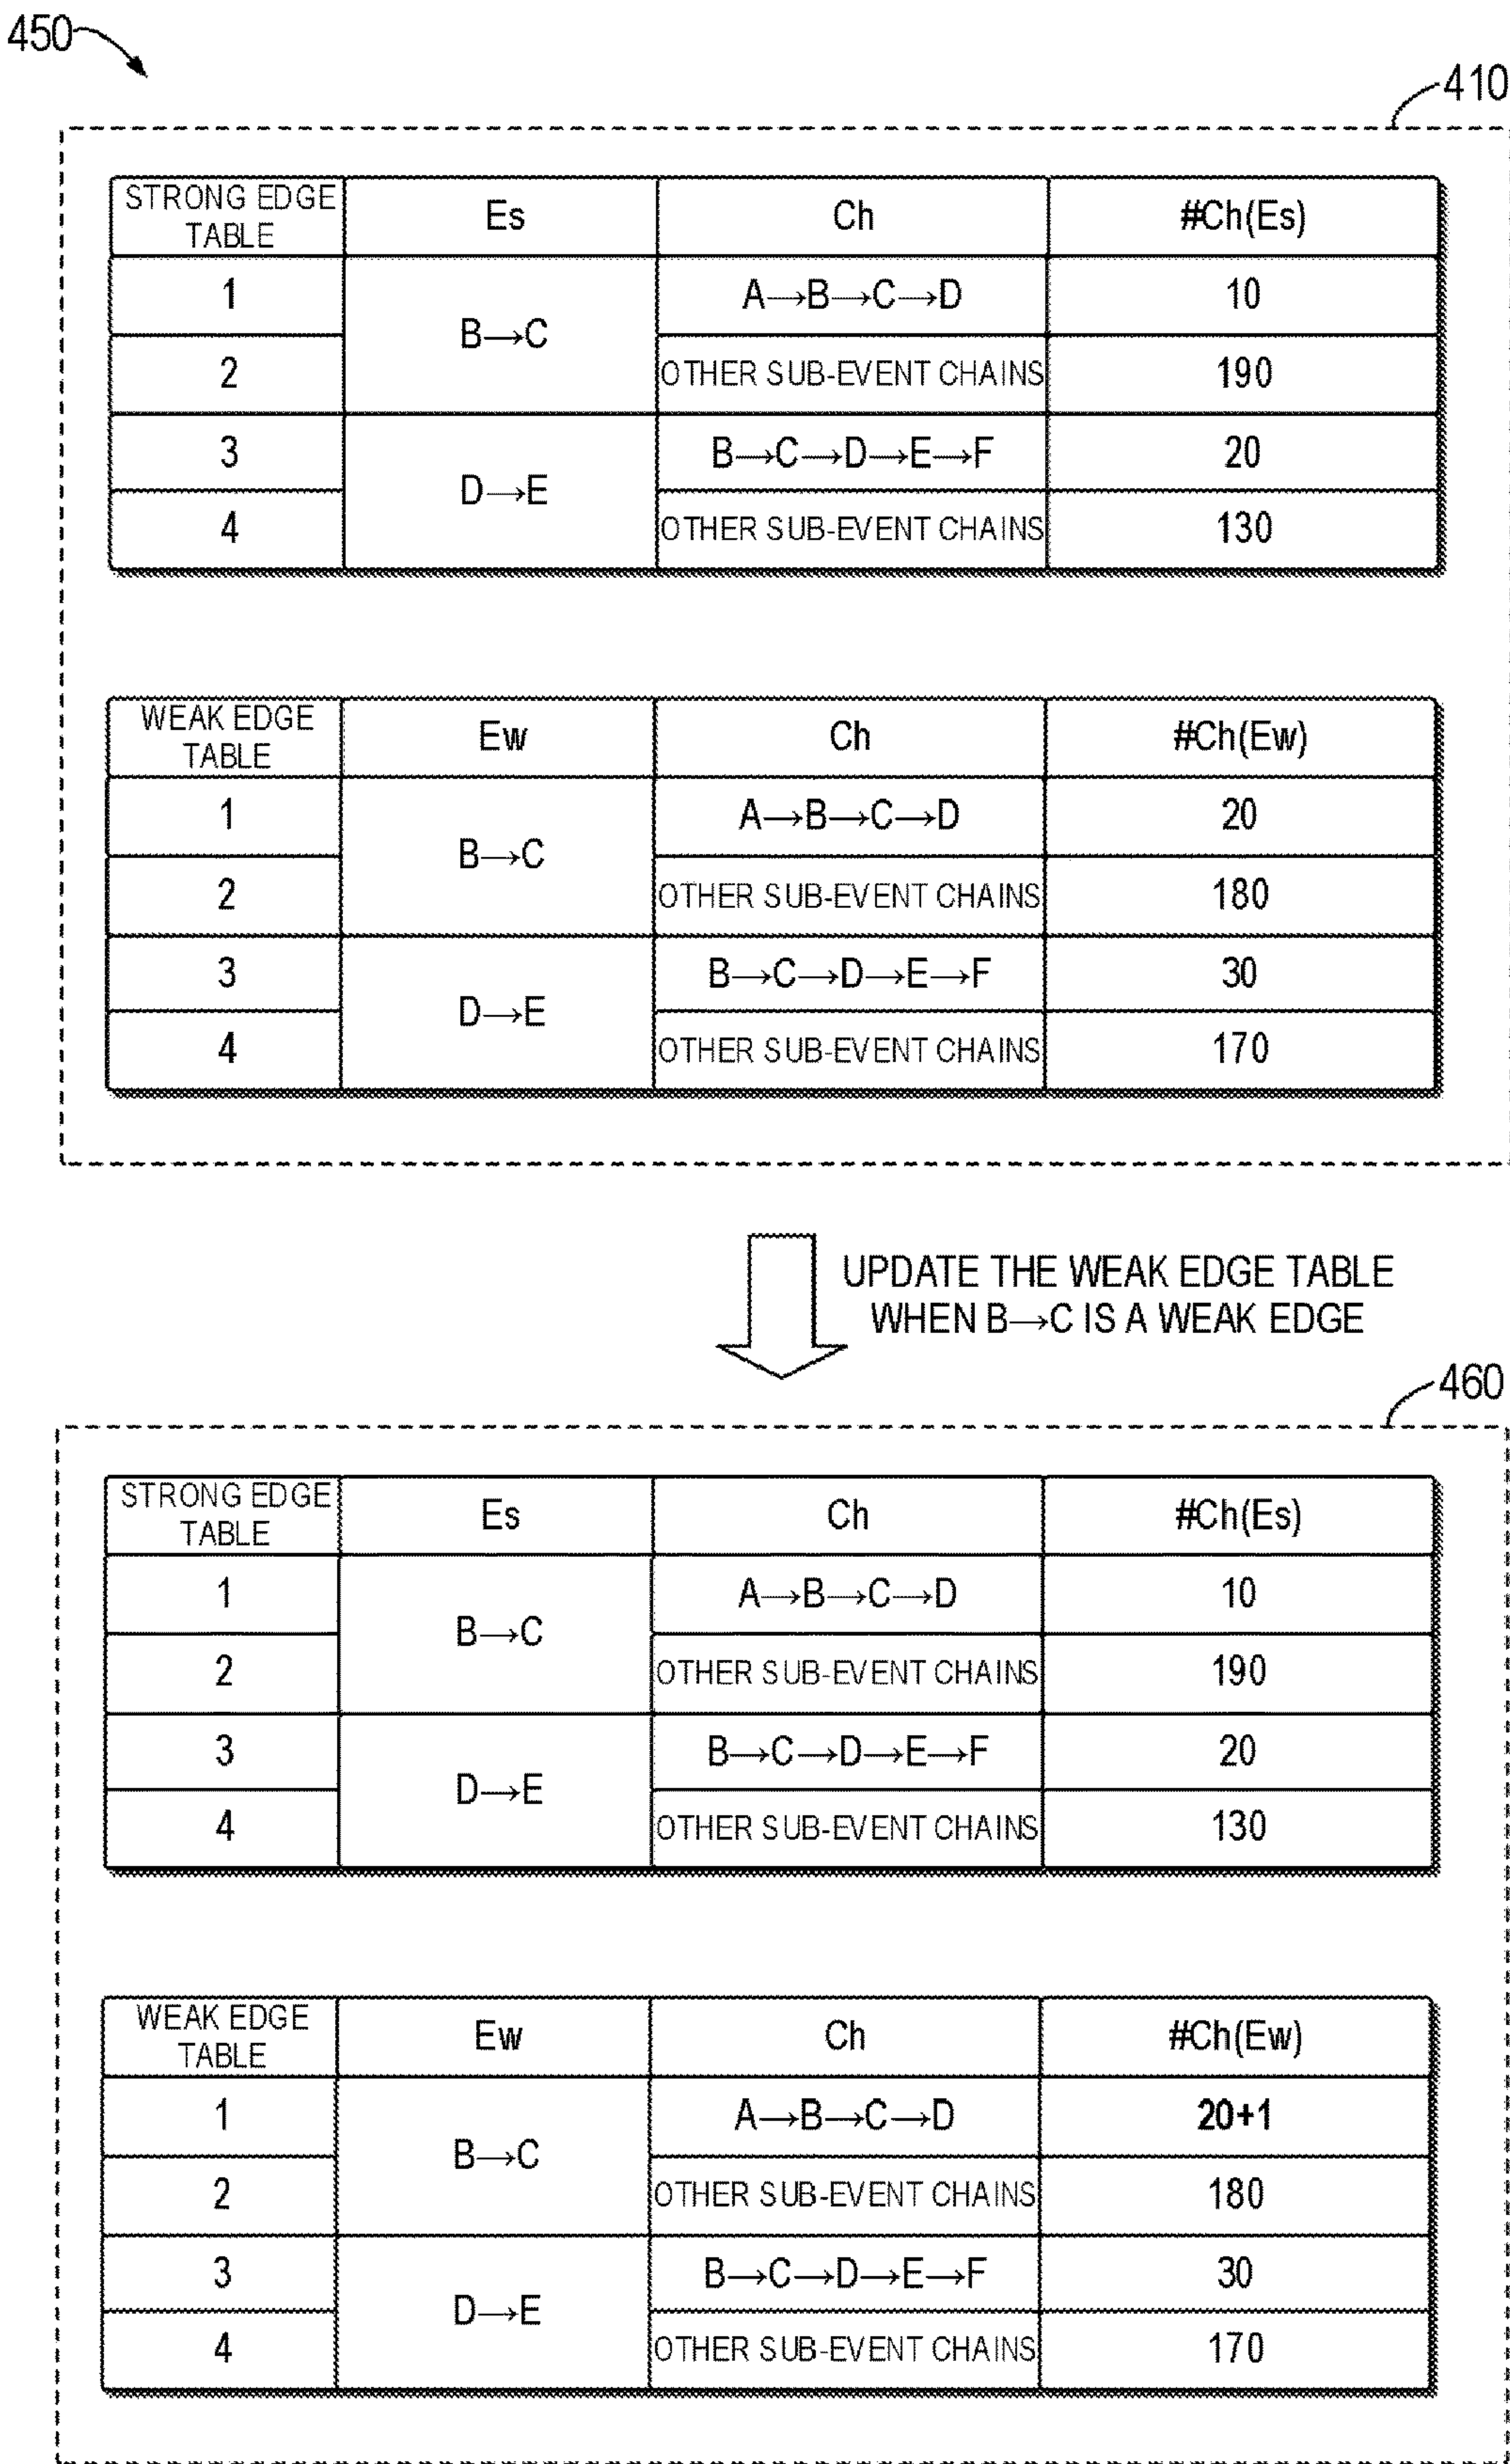 450
410
STRONG EDGE TABLE Es Ch #Ch(Es)
1 B→C A→B→C→D 10
2 OTHER SUB-EVENT CHAINS 190
3 D→E B→C→D→E→F 20
4 OTHER SUB-EVENT CHAINS 130
WEAK EDGE TABLE Ew Ch #Ch(Ew)
1 B→C A→B→C→D 20
2 OTHER SUB-EVENT CHAINS 180
3 D→E B→C→D→E→F 30
4 OTHER SUB-EVENT CHAINS 170
UPDATE THE WEAK EDGE TABLE
WHEN B→C IS A WEAK EDGE
460
STRONG EDGE TABLE Es Ch #Ch(Es)
1 B→C A→B→C→D 10
2 OTHER SUB-EVENT CHAINS 190
3 D→E B→C→D→E→F 20
4 OTHER SUB-EVENT CHAINS 130
WEAK EDGE TABLE Ew Ch #Ch(Ew)
1 B→C A→B→C→D 20+1
2 OTHER SUB-EVENT CHAINS 180
3 D→E B→C→D→E→F 30
4 OTHER SUB-EVENT CHAINS 170